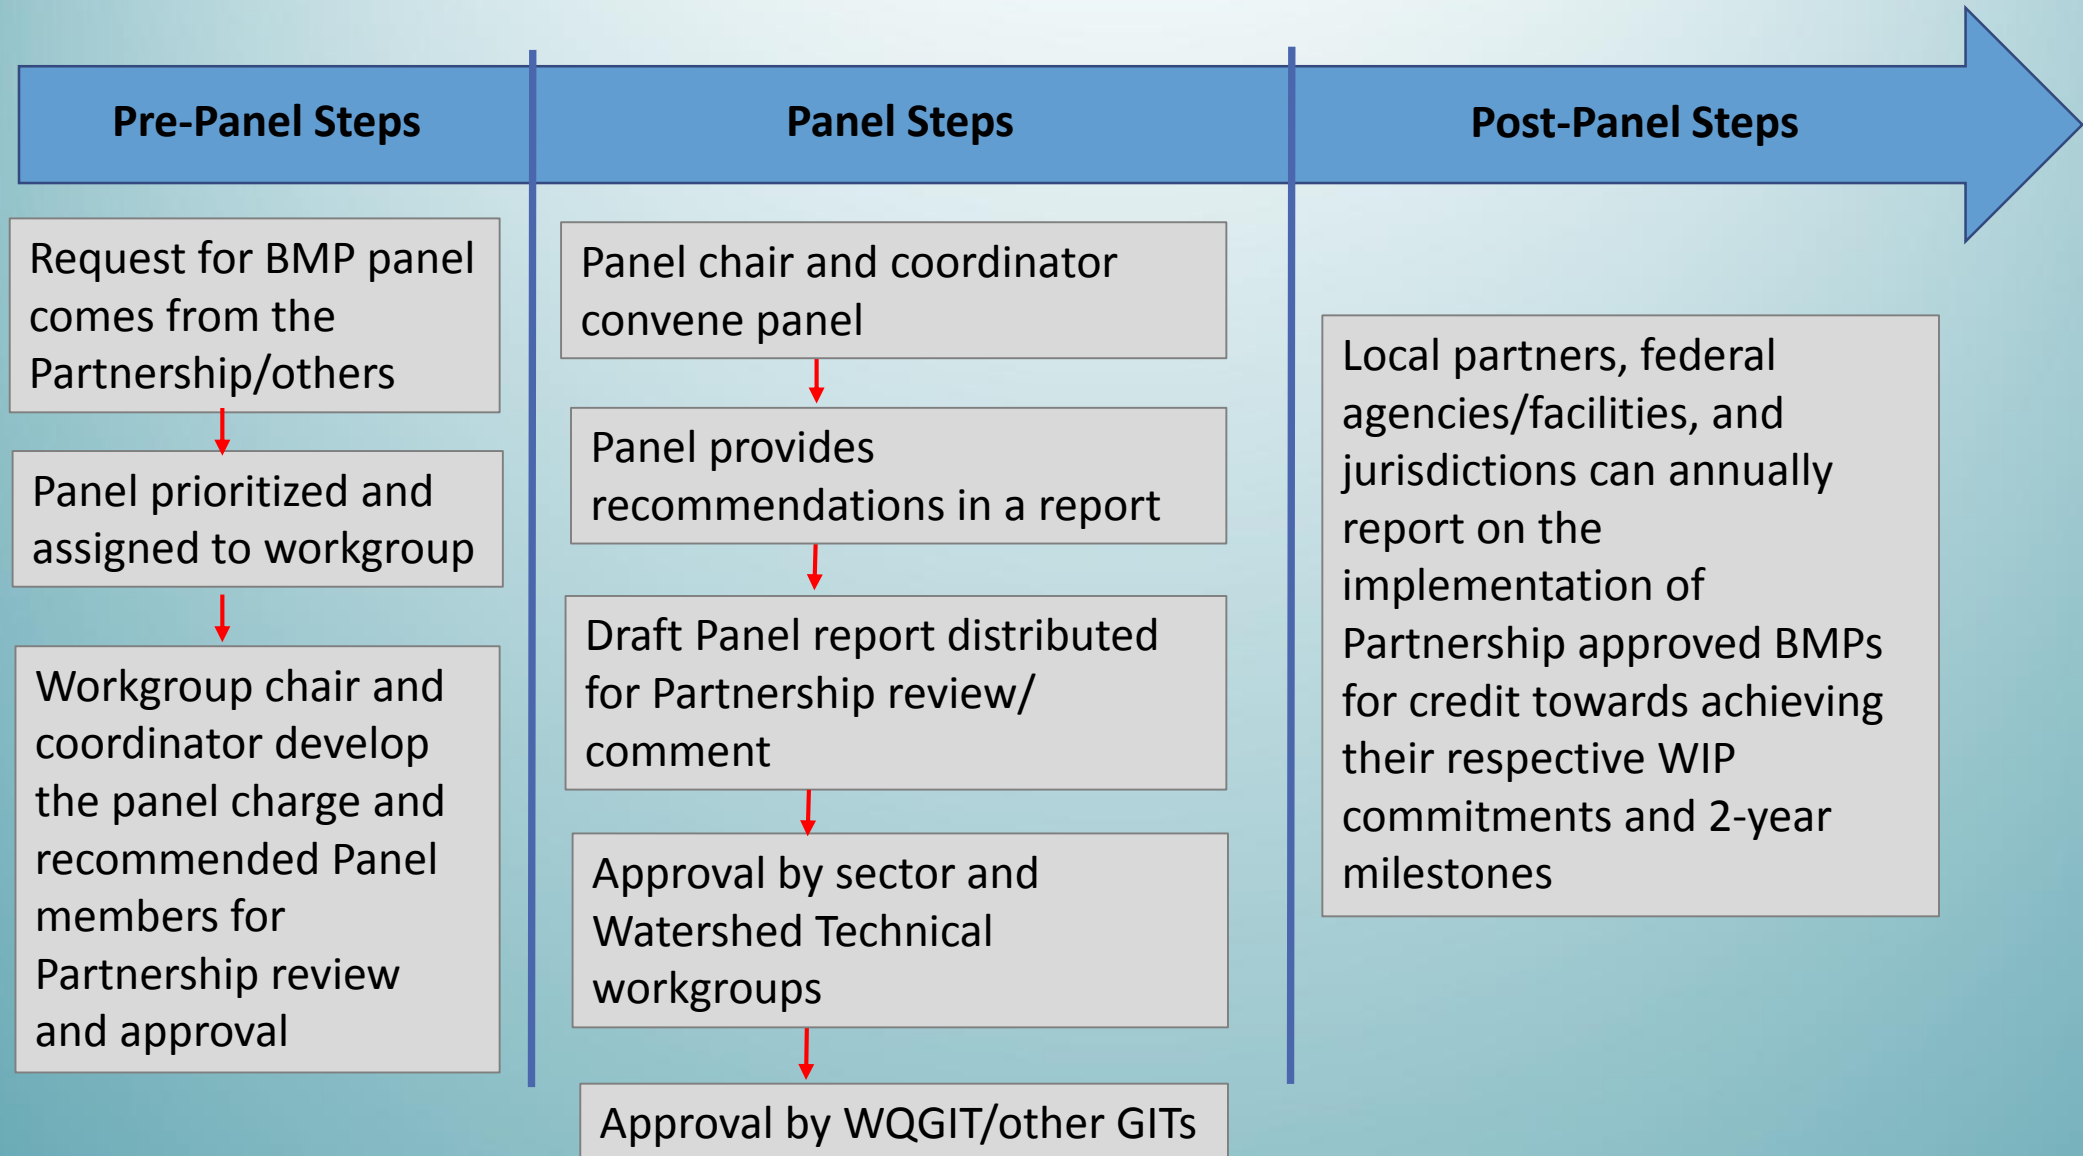 Pre-Panel Steps
Panel Steps
Post-Panel Steps
Request for BMP panel
comes from the
Partnership/others
Panel prioritized and
assigned to workgroup
Workgroup chair and
coordinator develop
the panel charge and
recommended Panel
members for
Partnership review
and approval
Panel chair and coordinator
convene panel
Panel provides
recommendations in a report
Draft Panel report distributed
for Partnership review/
comment
Approval by sector and
Watershed Technical
workgroups
Approval by WQGIT/other GITs
Local partners, federal
agencies/facilities, and
jurisdictions can annually
report on the
implementation of
Partnership approved BMPs
for credit towards achieving
their respective WIP
commitments and 2-year
milestones